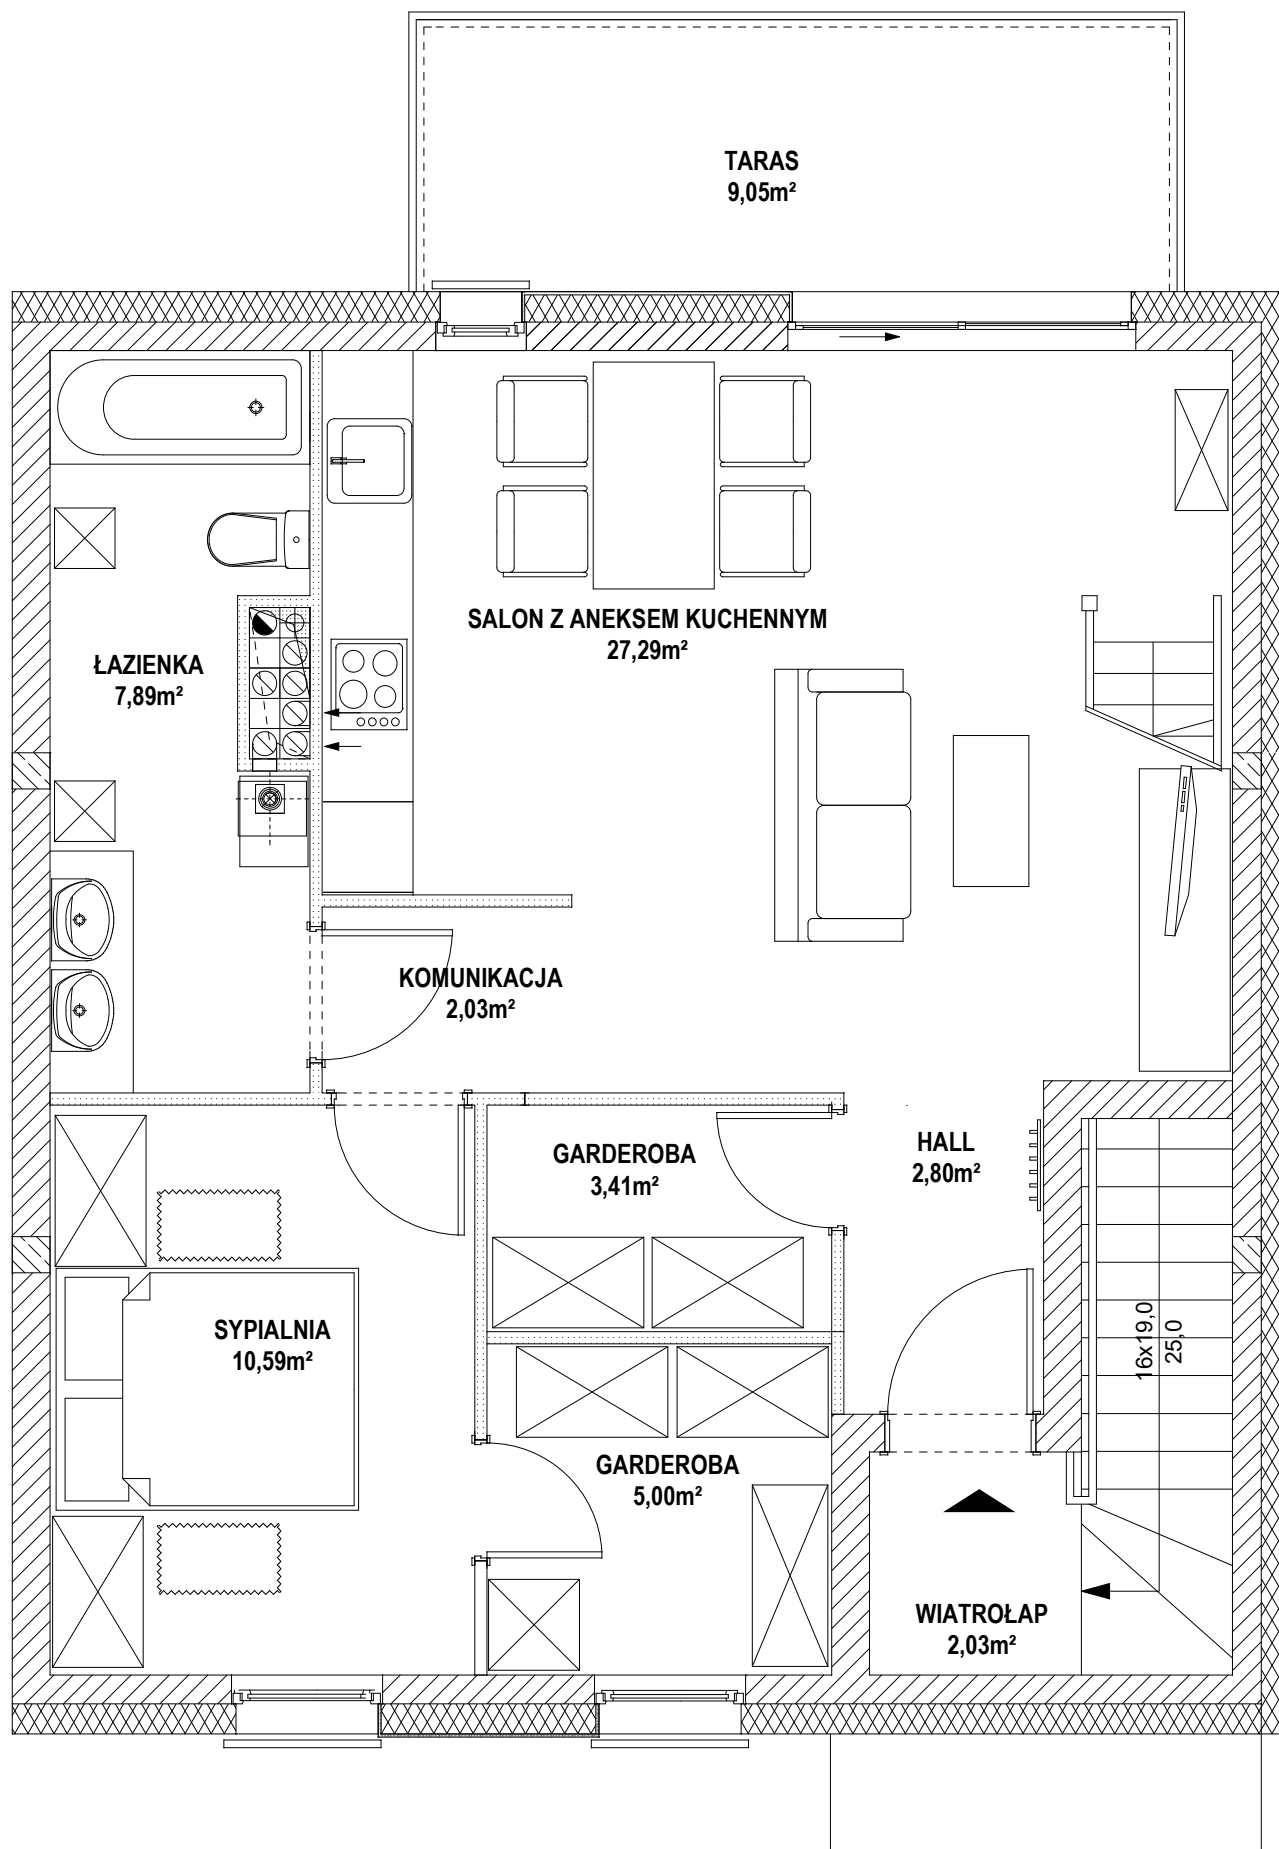 TARAS
9,05m²
SALON Z ANEKSEM KUCHENNYM
27,29m²
ŁAZIENKA
7,89m²
KOMUNIKACJA
2,03m²
GARDEROBA
3,41m²
HALL
2,80m²
SYPIALNIA
10,59m²
16x19,0
25,0
GARDEROBA
5,00m²
WIATROŁAP
2,03m²